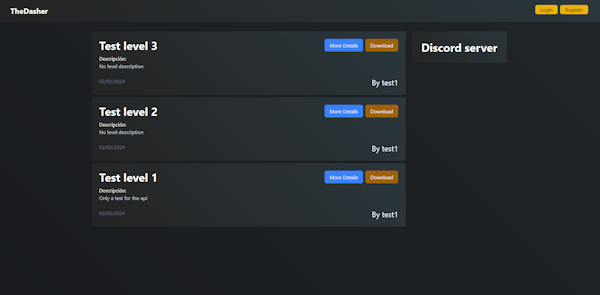 TheDasher
Login Register
Test level 3
More Details Download
Descripción:
No level description
02/02/2024
By test1
Test level 2
More Details Download
Descripción:
No level description
02/02/2024
By test1
Test level 1
More Details Download
Descripción:
Only a test for the api
02/02/2024
By test1
Discord server